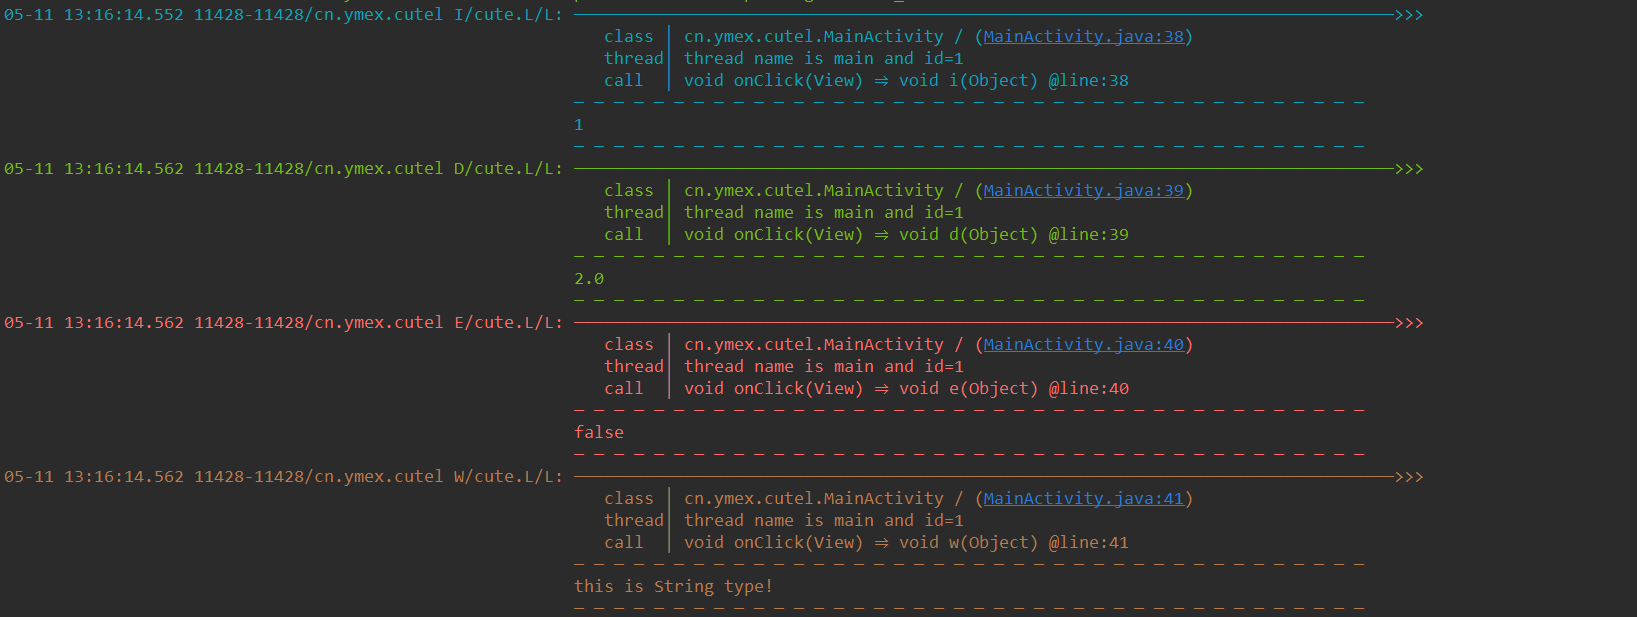 05-11 13:16:14.552 11428-11428/cn.ymex.cutel I/cute.L/L: ──────────────────────────────────────────────────>>>
class │ cn.ymex.cutel.MainActivity / (MainActivity.java:38)
thread│ thread name is main and id=1
call │ void onClick(View) ⇒ void i(Object) @line:38
– – – – – – – – – – – – – – – – – – – – – – – – – – – – – – – – – – – – – – – –
1
– – – – – – – – – – – – – – – – – – – – – – – – – – – – – – – – – – – – – – – –
05-11 13:16:14.562 11428-11428/cn.ymex.cutel D/cute.L/L: ──────────────────────────────────────────────────>>>
class │ cn.ymex.cutel.MainActivity / (MainActivity.java:39)
thread│ thread name is main and id=1
call │ void onClick(View) ⇒ void d(Object) @line:39
– – – – – – – – – – – – – – – – – – – – – – – – – – – – – – – – – – – – – – – –
2.0
– – – – – – – – – – – – – – – – – – – – – – – – – – – – – – – – – – – – – – – –
05-11 13:16:14.562 11428-11428/cn.ymex.cutel E/cute.L/L: ──────────────────────────────────────────────────>>>
class │ cn.ymex.cutel.MainActivity / (MainActivity.java:40)
thread│ thread name is main and id=1
call │ void onClick(View) ⇒ void e(Object) @line:40
– – – – – – – – – – – – – – – – – – – – – – – – – – – – – – – – – – – – – – – –
false
– – – – – – – – – – – – – – – – – – – – – – – – – – – – – – – – – – – – – – – –
05-11 13:16:14.562 11428-11428/cn.ymex.cutel W/cute.L/L: ──────────────────────────────────────────────────>>>
class │ cn.ymex.cutel.MainActivity / (MainActivity.java:41)
thread│ thread name is main and id=1
call │ void onClick(View) ⇒ void w(Object) @line:41
– – – – – – – – – – – – – – – – – – – – – – – – – – – – – – – – – – – – – – – –
this is String type!
– – – – – – – – – – – – – – – – – – – – – – – – – – – – – – – – – – – – – – – –